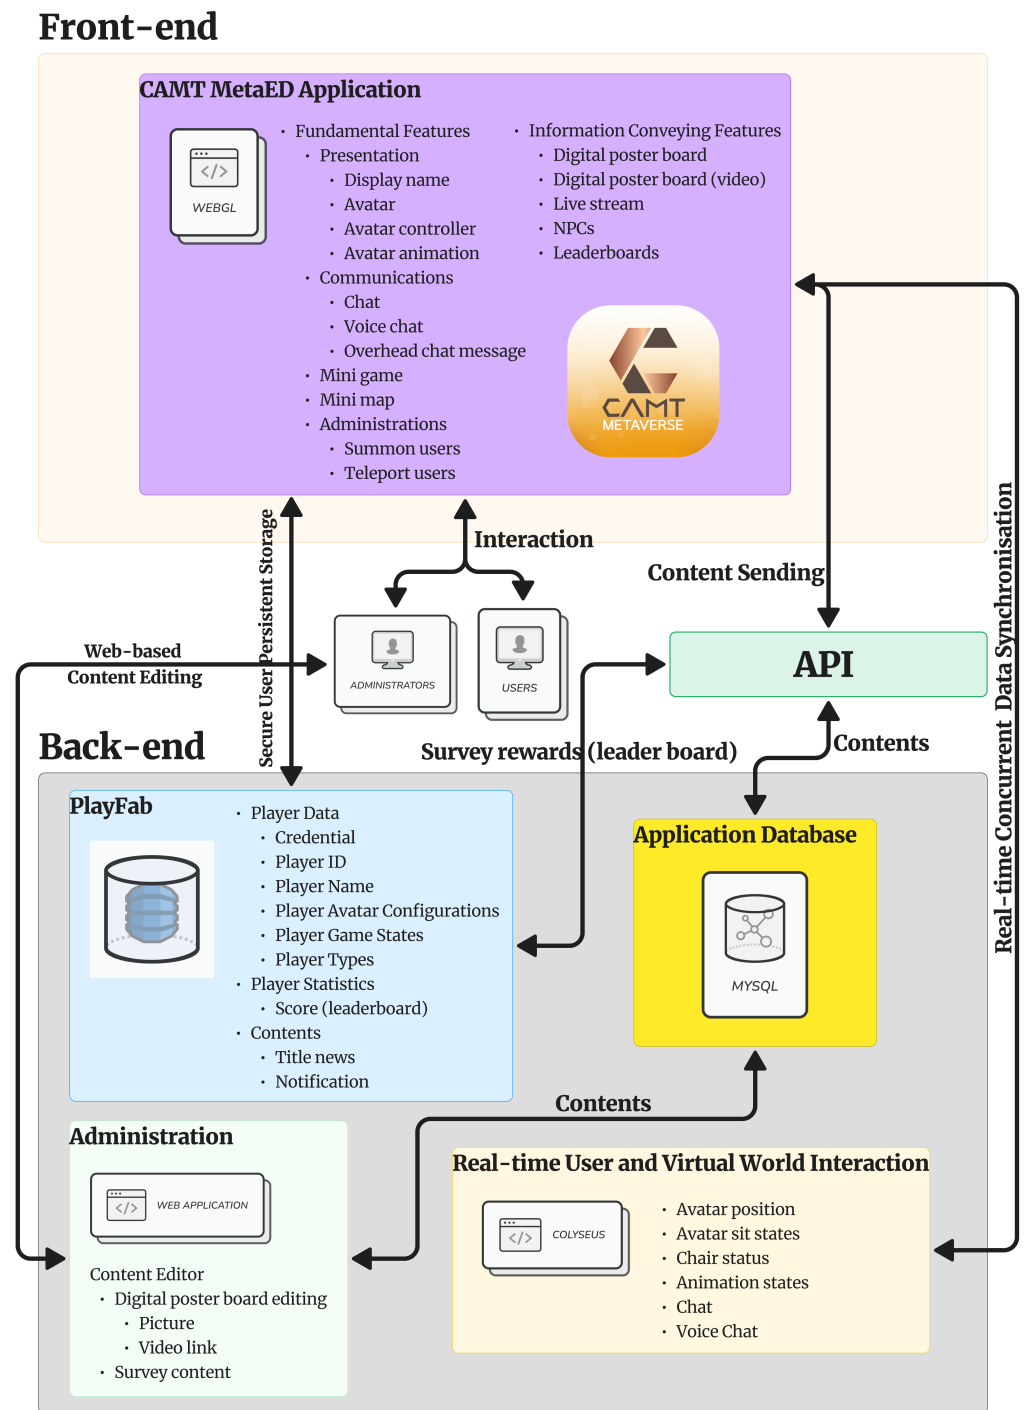 Front-end
CAMT MetaED Application
WEBGL
Fundamental Features
Presentation
Display name
Avatar
Avatar controller
Avatar animation
Communications
Chat
Voice chat
Overhead chat message
Mini game
Mini map
Administrations
Summon users
Teleport users
Information Conveying Features
Digital poster board
Digital poster board (video)
Live stream
NPCs
Leaderboards
CAMT
METAVERSE
Secure User Persistent Storage
Interaction
Content Sending
Real-time Concurrent Data Synchronisation
Web-based
Content Editing
ADMINISTRATORS
USERS
API
Survey rewards (leader board)
Contents
Back-end
PlayFab
Player Data
Credential
Player ID
Player Name
Player Avatar Configurations
Player Game States
Player Types
Player Statistics
Score (leaderboard)
Contents
Title news
Notification
Application Database
MYSQL
Contents
Administration
WEB APPLICATION
Content Editor
Digital poster board editing
Picture
Video link
Survey content
Real-time User and Virtual World Interaction
COLYSEUS
Avatar position
Avatar sit states
Chair status
Animation states
Chat
Voice Chat